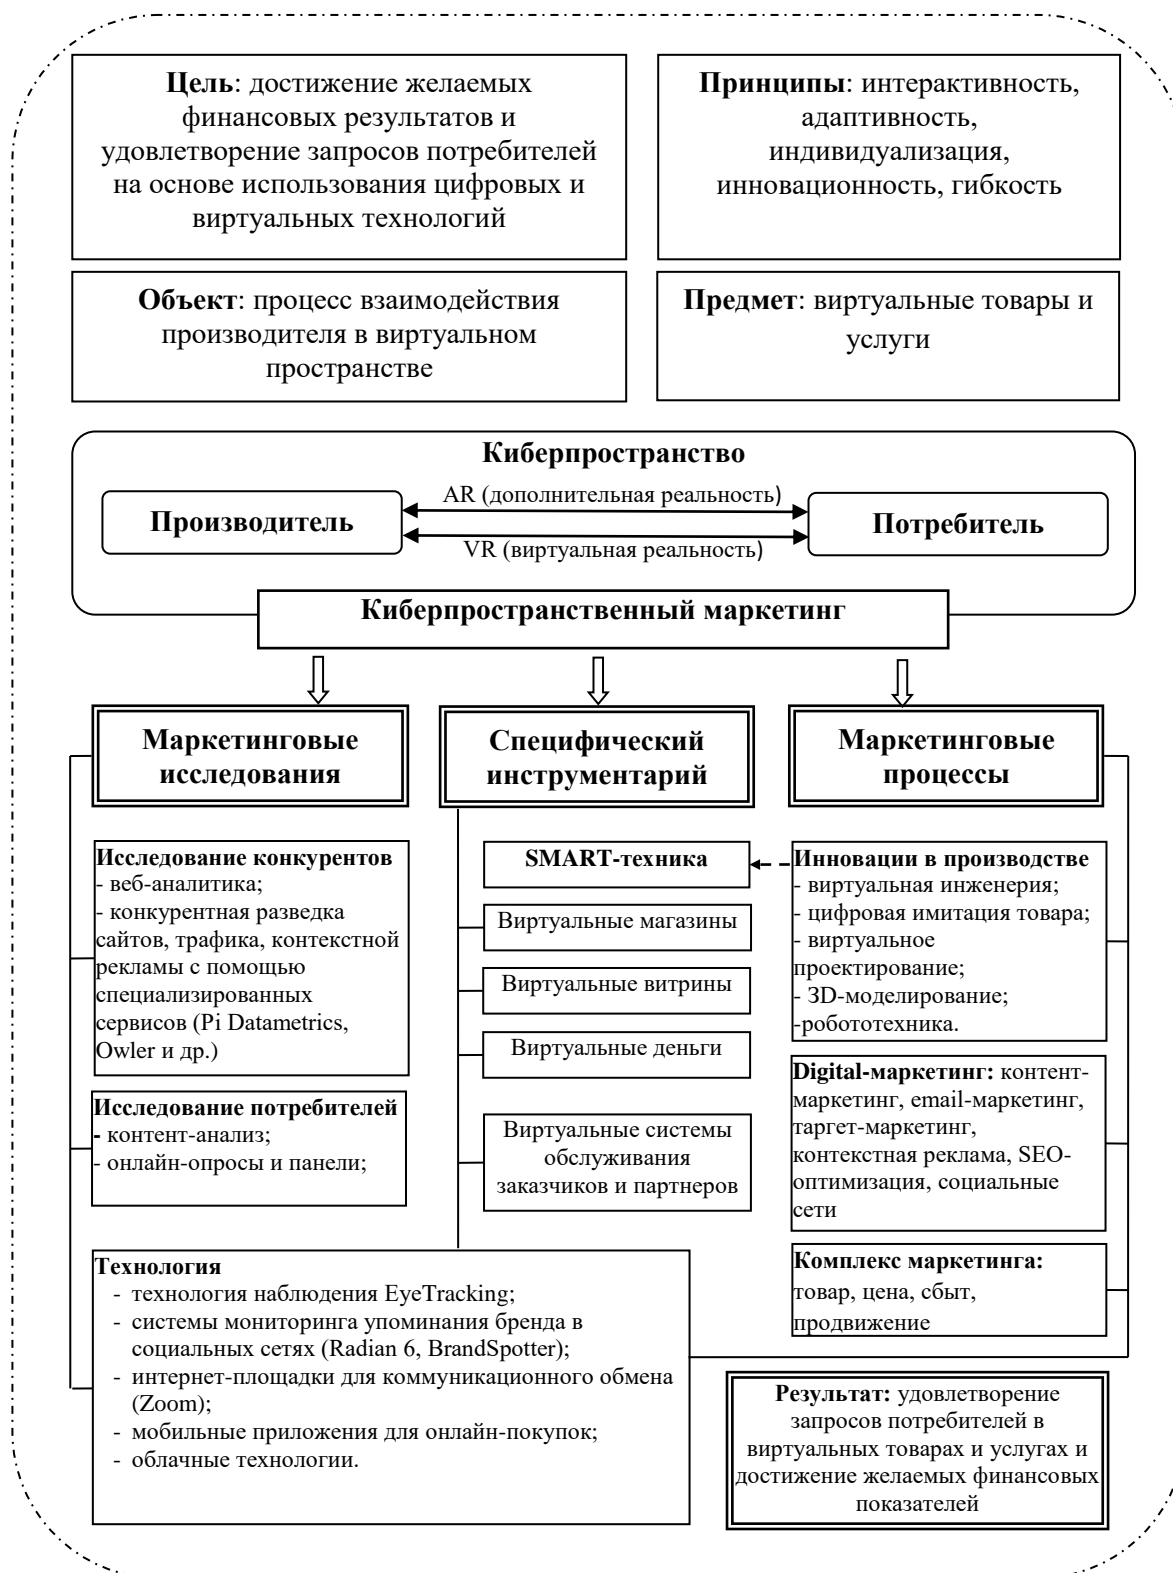 Цель: достижение желаемых
финансовых результатов и
удовлетворение запросов потребителей
на основе использования цифровых и
виртуальных технологий
Принципы: интерактивность,
адаптивность,
индивидуализация,
инновационность, гибкость
Объект: процесс взаимодействия
производителя в виртуальном
пространстве
Предмет: виртуальные товары и
услуги
Киберпространство
Производитель
AR (дополнительная реальность)
VR (виртуальная реальность)
Потребитель
Киберпространственный маркетинг
Маркетинговые
исследования
Специфический
инструментарий
Маркетинговые
процессы
Исследование конкурентов
- веб-аналитика;
- конкурентная разведка
сайтов, трафика, контекстной
рекламы с помощью
специализированных
сервисов (Pi Datametrics,
Owler и др.)
Исследование потребителей
- контент-анализ;
- онлайн-опросы и панели;
SMART-техника
Виртуальные магазины
Виртуальные витрины
Виртуальные деньги
Виртуальные системы
обслуживания
заказчиков и партнеров
Инновации в производстве
- виртуальная инженерия;
- цифровая имитация товара;
- виртуальное
проектирование;
- 3D-моделирование;
-робототехника.
Digital-маркетинг: контент-
маркетинг, email-маркетинг,
таргет-маркетинг,
контекстная реклама, SEO-
оптимизация, социальные
сети
Комплекс маркетинга:
товар, цена, сбыт,
продвижение
Технология
- технология наблюдения EyeTracking;
- системы мониторинга упоминания бренда в
социальных сетях (Radian 6, BrandSpotter);
- интернет-площадки для коммуникационного обмена
(Zoom);
- мобильные приложения для онлайн-покупок;
- облачные технологии.
Результат: удовлетворение
запросов потребителей в
виртуальных товарах и услугах и
достижение желаемых финансовых
показателей